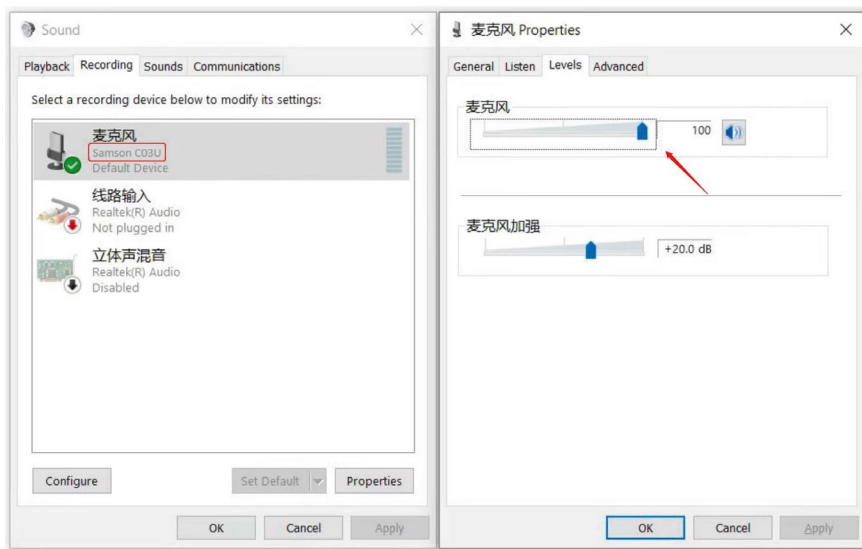 Sound
Playback Recording Sounds Communications
Select a recording device below to modify its settings:
麦克风
Samson C03U
Default Device
线路输入
Realtek(R) Audio
Not plugged in
立体声混音
Realtek(R) Audio
Disabled
Configure
Set Default
Properties
OK
Cancel
Apply
麦克风 Properties
General Listen Levels Advanced
麦克风
100
麦克风加强
+20.0 dB
OK
Cancel
Apply